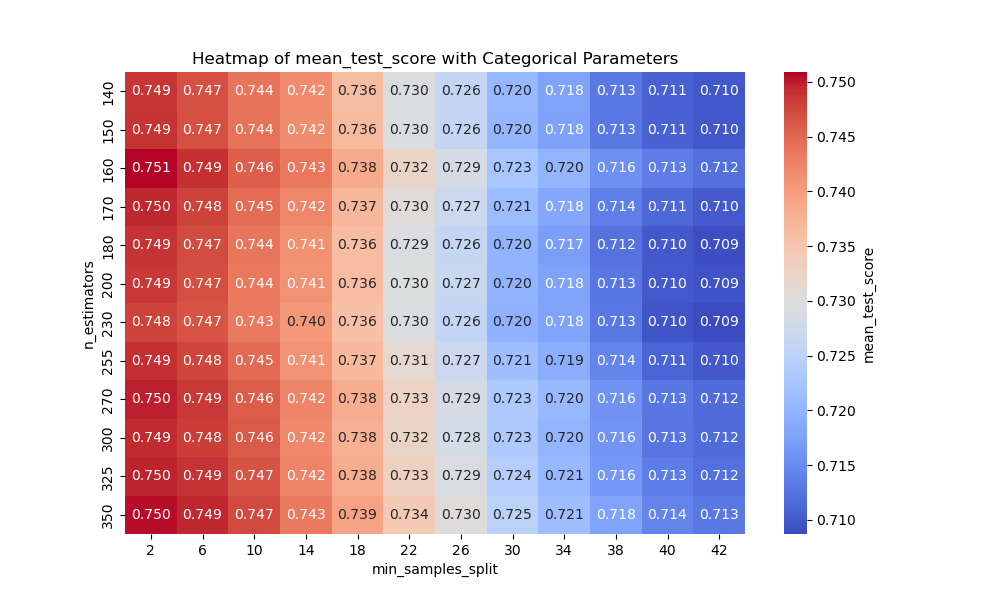 Heatmap of mean_test_score with Categorical Parameters
140 0.749 0.747 0.744 0.742 0.736 0.730 0.726 0.720 0.718 0.713 0.711 0.710
150 0.749 0.747 0.744 0.742 0.736 0.730 0.726 0.720 0.718 0.713 0.711 0.710
160 0.751 0.749 0.746 0.743 0.738 0.732 0.729 0.723 0.720 0.716 0.713 0.712
170 0.750 0.748 0.745 0.742 0.737 0.730 0.727 0.721 0.718 0.714 0.711 0.710
180 0.749 0.747 0.744 0.741 0.736 0.729 0.726 0.720 0.717 0.712 0.710 0.709
200 0.749 0.747 0.744 0.741 0.736 0.730 0.727 0.720 0.718 0.713 0.710 0.709
230 0.748 0.747 0.743 0.740 0.736 0.730 0.726 0.720 0.718 0.713 0.710 0.709
255 0.749 0.748 0.745 0.741 0.737 0.731 0.727 0.721 0.719 0.714 0.711 0.710
270 0.750 0.749 0.746 0.742 0.738 0.733 0.729 0.723 0.720 0.716 0.713 0.712
300 0.749 0.748 0.746 0.742 0.738 0.732 0.728 0.723 0.720 0.716 0.713 0.712
325 0.750 0.749 0.747 0.742 0.738 0.733 0.729 0.724 0.721 0.716 0.713 0.712
350 0.750 0.749 0.747 0.743 0.739 0.734 0.730 0.725 0.721 0.718 0.714 0.713
2 6 10 14 18 22 26 30 34 38 40 42
min_samples_split
n_estimators
0.750
0.745
0.740
0.735
0.730
0.725
0.720
0.715
0.710
mean_test_score